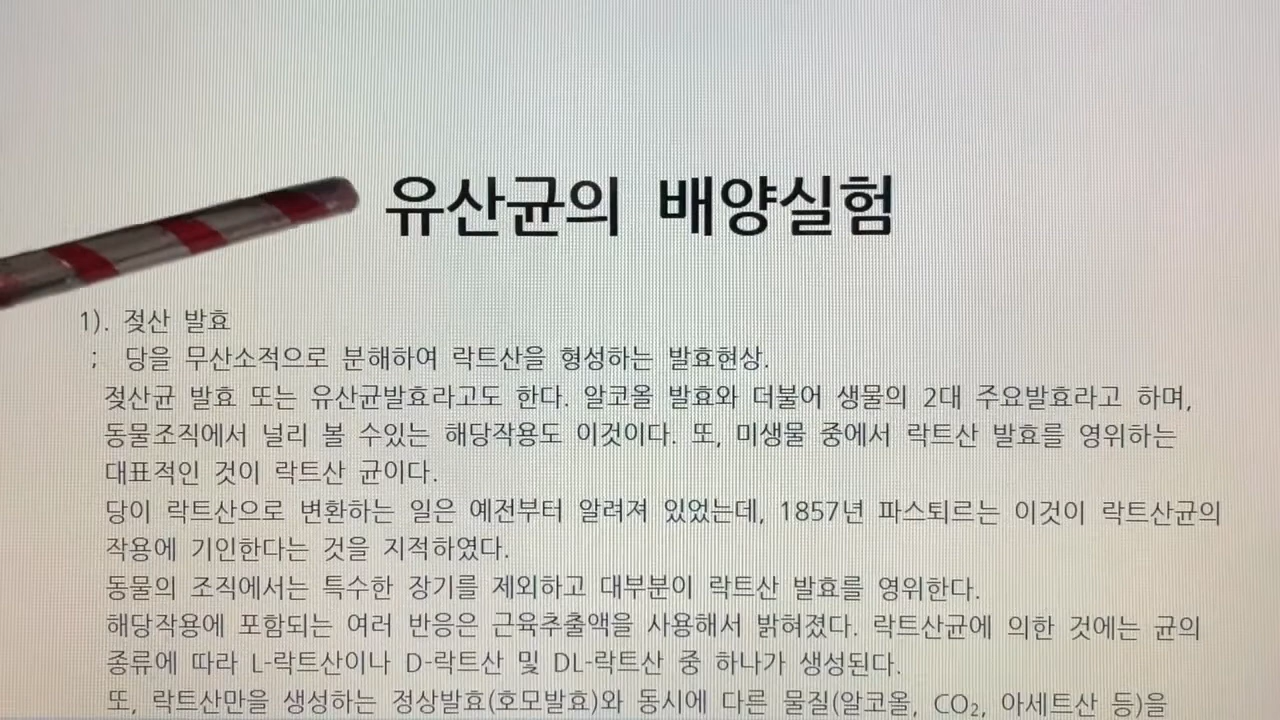 유산균의 배양실험
1). 젖산 발효
; 당을 무산소적으로 분해하여 락트산을 형성하는 발효현상.
젖산균 발효 또는 유산균발효라고도 한다. 알코올 발효와 더불어 생물의 2대 주요발효라고 하며,
동물조직에서 널리 볼 수있는 해당작용도 이것이다. 또, 미생물 중에서 락트산 발효를 영위하는
대표적인 것이 락트산 균이다.
당이 락트산으로 변환하는 일은 예전부터 알려져 있었는데, 1857년 파스퇴르는 이것이 락트산균의
작용에 기인한다는 것을 지적하였다.
동물의 조직에서는 특수한 장기를 제외하고 대부분이 락트산 발효를 영위한다.
해당작용에 포함되는 여러 반응은 근육추출액을 사용해서 밝혀졌다. 락트산균에 의한 것에는 균의
종류에 따라 L-락트산이나 D-락트산 및 DL-락트산 중 하나가 생성된다.
또, 락트산만을 생성하는 정상발효(호모발효)와 동시에 다른 물질(알코올, CO₂, 아세트산 등)을